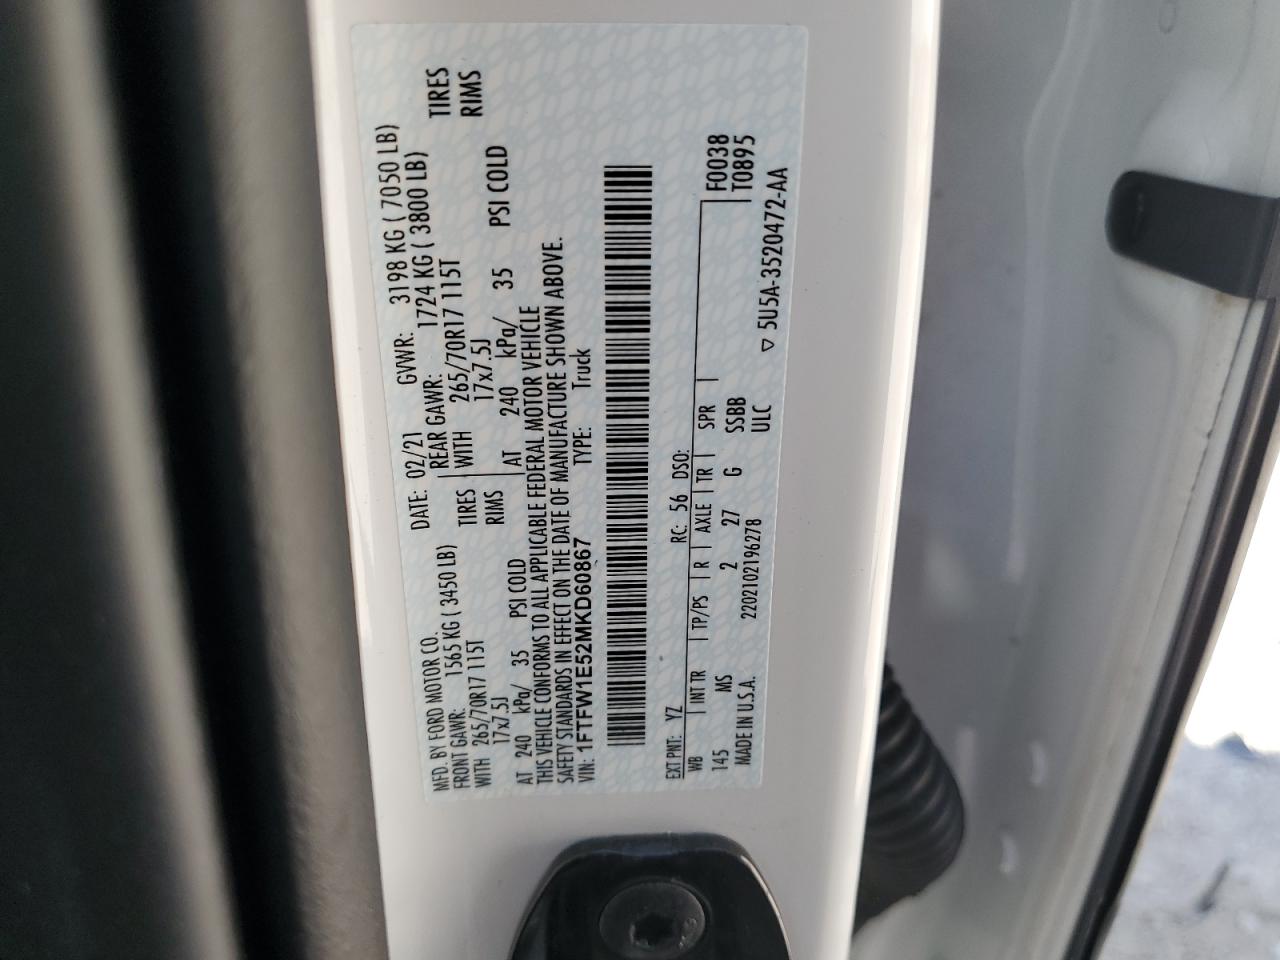 MFD. BY FORD MOTOR CO.
DATE: 02/21 GVWR: 3198 KG ( 7050 LB)
FRONT GAWR: 1565 KG ( 3450 LB) REAR GAWR: 1724 KG ( 3800 LB)
WITH 265/70R17 115T TIRES WITH 265/70R17 115T TIRES
17x7.5J RIMS 17x7.5J RIMS
AT 240 kPa/ 35 PSI COLD AT 240 kPa/ 35 PSI COLD
THIS VEHICLE CONFORMS TO ALL APPLICABLE FEDERAL MOTOR VEHICLE
SAFETY STANDARDS IN EFFECT ON THE DATE OF MANUFACTURE SHOWN ABOVE.
VIN: 1FTFW1E52MKD60867 TYPE: Truck
EXT PNT: YZ RC: 56 DSO: F0038
WB INT TR TP/PS R AXLE TR SPR T0895
145 MS 2 27 G SSBB
MADE IN U.S.A. 2202102196278 ULC
▽ 5U5A-3520472-AA